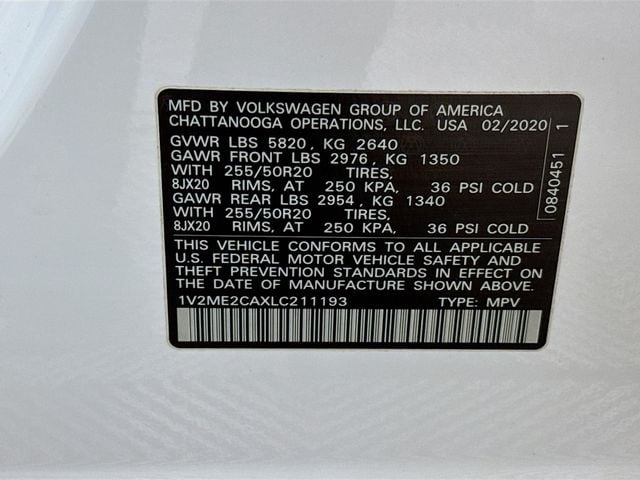 MFD BY VOLKSWAGEN GROUP OF AMERICA
CHATTANOOGA OPERATIONS, LLC. USA 02/2020
GVWR LBS 5820, KG 2640
GAWR FRONT LBS 2976, KG 1350
WITH 255/50R20 TIRES,
8JX20 RIMS, AT 250 KPA, 36 PSI COLD
GAWR REAR LBS 2954, KG 1340
WITH 255/50R20 TIRES,
8JX20 RIMS, AT 250 KPA, 36 PSI COLD
THIS VEHICLE CONFORMS TO ALL APPLICABLE
U.S. FEDERAL MOTOR VEHICLE SAFETY AND
THEFT PREVENTION STANDARDS IN EFFECT ON
THE DATE OF MANUFACTURE SHOWN ABOVE.
1V2ME2CAXLC211193 TYPE: MPV
0840451 1